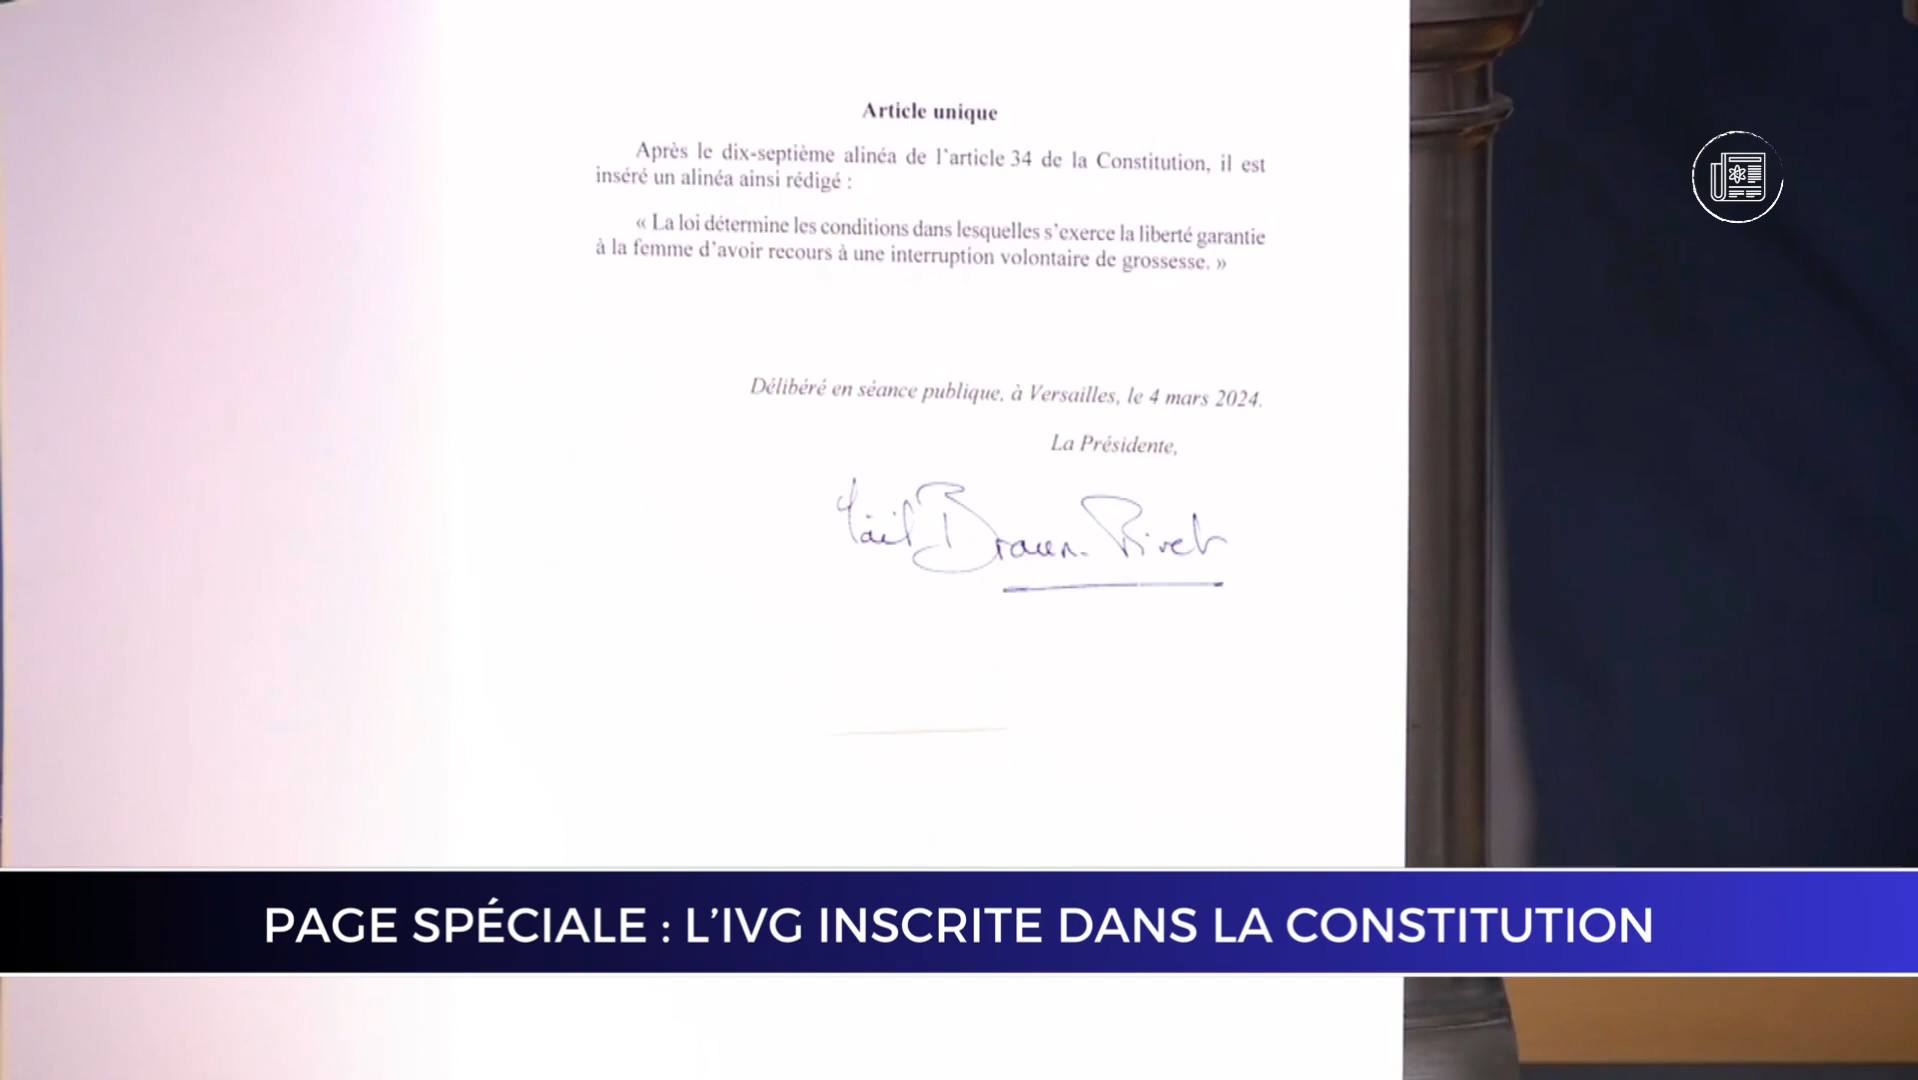 Article unique
Après le dix-septième alinéa de l'article 34 de la Constitution, il est
inséré un alinéa ainsi rédigé :
« La loi détermine les conditions dans lesquelles s'exerce la liberté garantie
à la femme d'avoir recours à une interruption volontaire de grossesse. »
Délibéré en séance publique, à Versailles, le 4 mars 2024.
La Présidente,
Yaël Braun-Pivet
PAGE SPÉCIALE : L'IVG INSCRITE DANS LA CONSTITUTION